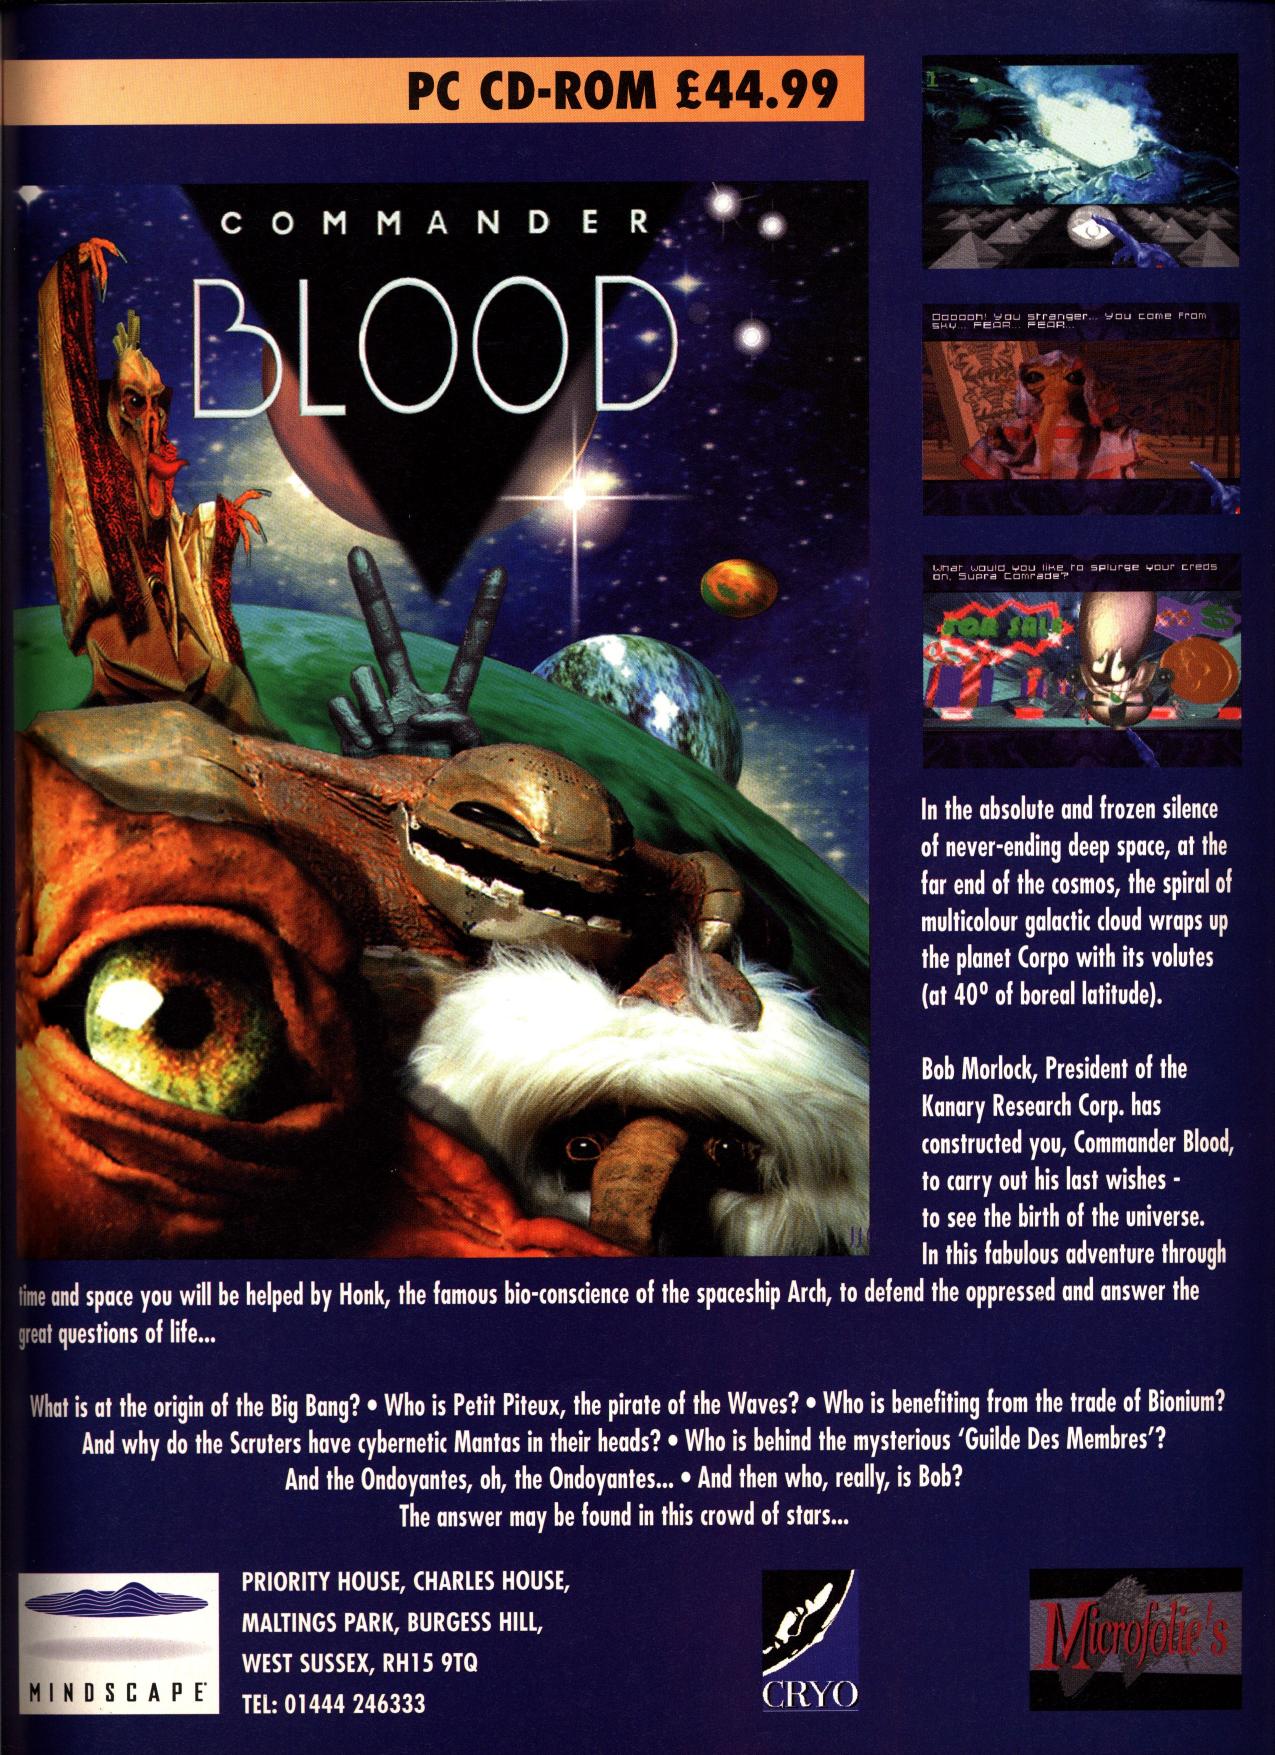 PC CD-ROM £44.99
COMMANDER
BLOOD
Oooooh! You stranger... You come from
sky... FEAR... FEAR...
What would you like to splurge your creds
on, Supra Comrade?
FOR SALE
$
In the absolute and frozen silence
of never-ending deep space, at the
far end of the cosmos, the spiral of
multicolour galactic cloud wraps up
the planet Corpo with its volutes
(at 40º of boreal latitude).
Bob Morlock, President of the
Kanary Research Corp. has
constructed you, Commander Blood,
to carry out his last wishes -
to see the birth of the universe.
In this fabulous adventure through
time and space you will be helped by Honk, the famous bio-conscience of the spaceship Arch, to defend the oppressed and answer the
great questions of life...
What is at the origin of the Big Bang? • Who is Petit Piteux, the pirate of the Waves? • Who is benefiting from the trade of Bionium?
And why do the Scruters have cybernetic Mantas in their heads? • Who is behind the mysterious 'Guilde Des Membres'?
And the Ondoyantes, oh, the Ondoyantes... • And then who, really, is Bob?
The answer may be found in this crowd of stars...
MINDSCAPE
PRIORITY HOUSE, CHARLES HOUSE,
MALTINGS PARK, BURGESS HILL,
WEST SUSSEX, RH15 9TQ
TEL: 01444 246333
CRYO
Microfolie's